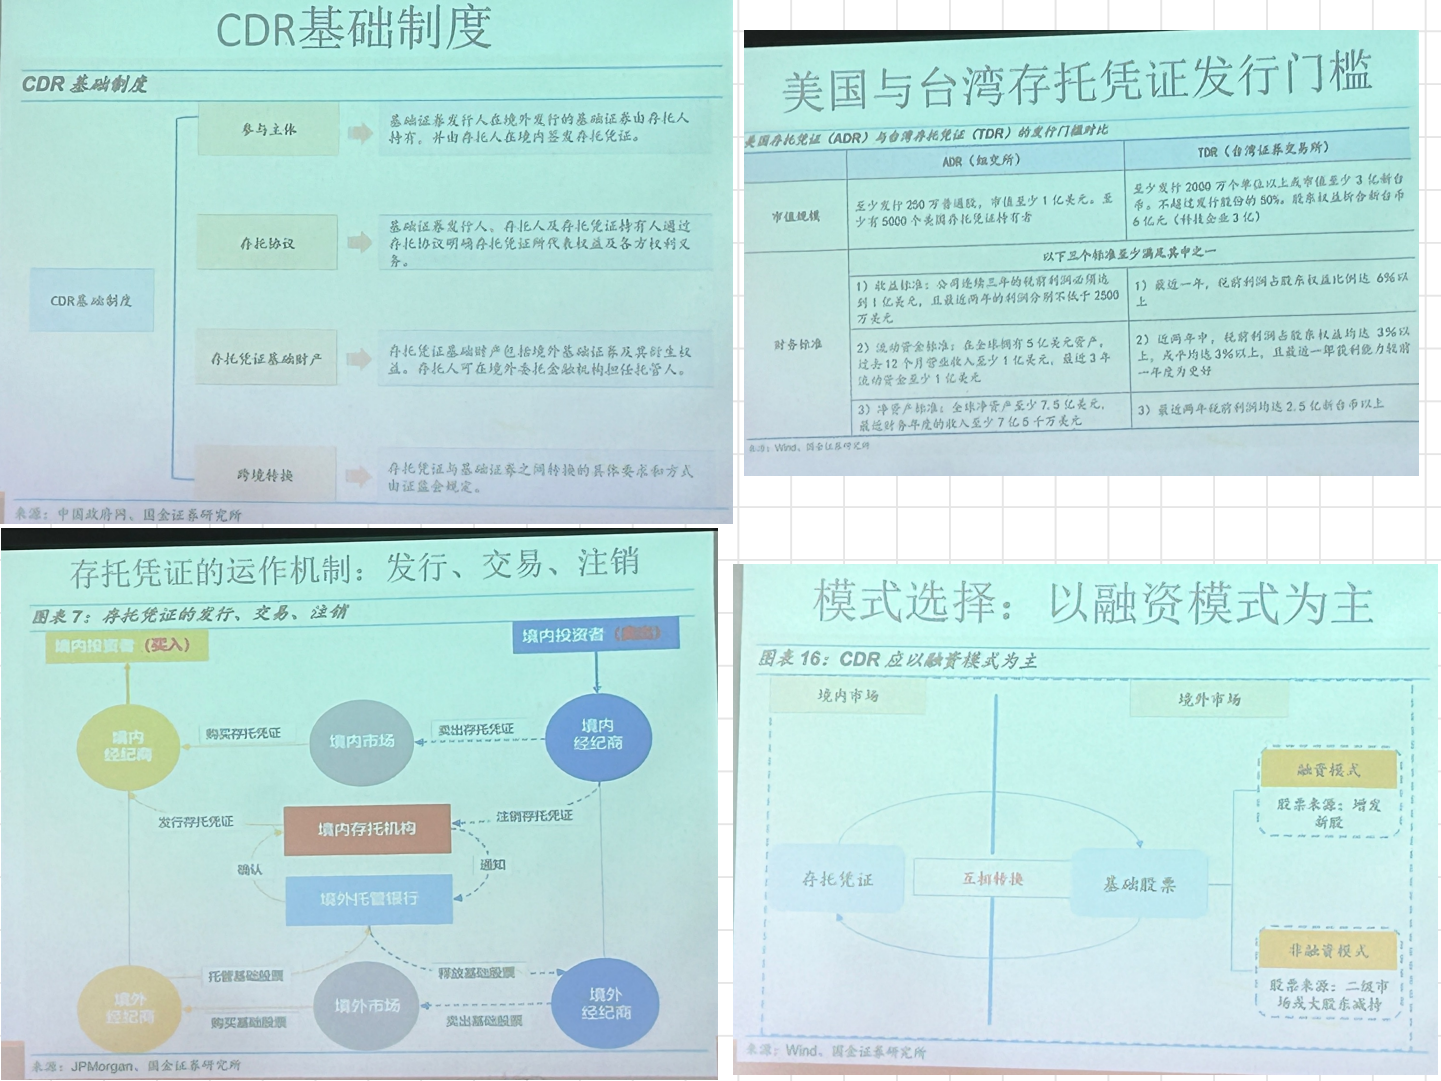 CDR基础制度
CDR 基础制度
参与主体
基础证券发行人在境外发行的基础证券由存托人
持有，并由存托人在境内签发存托凭证。
存托协议
基础证券发行人、存托人及存托凭证持有人通过
存托协议明确存托凭证所代表权益及各方权利义
务。
CDR基础制度
存托凭证基础财产
存托凭证基础财产包括境外基础证券及其衍生权
益。存托人可在境外委托金融机构担任托管人。
跨境转换
存托凭证与基础证券之间转换的具体要求和方式
由证监会规定。
来源：中国政府网、国金证券研究所
美国与台湾存托凭证发行门槛
美国存托凭证（ADR）与台湾存托凭证（TDR）的发行门槛对比
ADR（纽交所）
TDR（台湾证券交易所）
市值规模
至少发行 250 万普通股，市值至少 1 亿美元。至
少有 5000 个美国存托凭证持有者
至少发行 2000 万个单位以上或市值至少 3 亿新台
币。不超过发行股份的 50%。股东权益折合新台币
6 亿元（科技企业 3 亿）
以下三个标准至少满足其中之一
财务标准
1）收益标准：公司连续三年的税前利润必须达
到 1 亿美元，且最近两年的利润分别不低于 2500
万美元
1）最近一年，税前利润占股东权益比例达 6%以
上
2）流动资金标准：在全球拥有 5 亿美元资产，
过去 12 个月营业收入至少 1 亿美元，最近 3 年
流动资金至少 1 亿美元
2）近两年中，税前利润占股东权益均达 3%以
上，或平均达 3%以上，且最近一年获利能力较前
一年度为更好
3）净资产标准：全球净资产至少 7.5 亿美元，
最近财务年度的收入至少 7 亿 5 千万美元
3）最近两年税前利润均达 2.5 亿新台币以上
来源：Wind、国金证券研究所
存托凭证的运作机制：发行、交易、注销
图表 7：存托凭证的发行、交易、注销
境内投资者（买入）
境内投资者（卖出）
境内
经纪商
购买存托凭证
境内市场
卖出存托凭证
境内
经纪商
发行存托凭证
境内存托机构
注销存托凭证
确认
通知
境外托管银行
托管基础股票
释放基础股票
境外
经纪商
购买基础股票
境外市场
卖出基础股票
境外
经纪商
来源：JPMorgan、国金证券研究所
模式选择：以融资模式为主
图表 16：CDR 应以融资模式为主
境内市场
境外市场
融资模式
股票来源：增发
新股
存托凭证
互相转换
基础股票
非融资模式
股票来源：二级市
场或大股东减持
来源：Wind、国金证券研究所